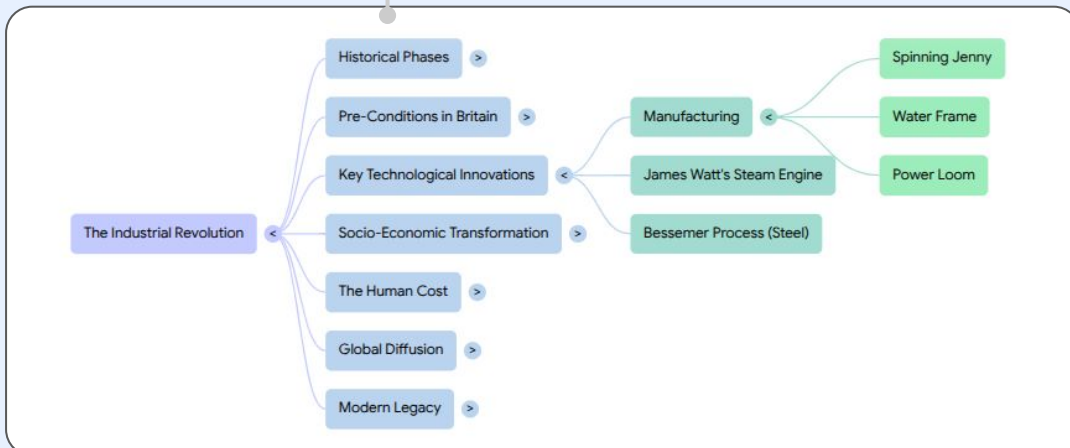 The Industrial Revolution
<
Historical Phases
>
Pre-Conditions in Britain
>
Key Technological Innovations
<
Socio-Economic Transformation
>
The Human Cost
>
Global Diffusion
>
Modern Legacy
>
Manufacturing
<
James Watt's Steam Engine
Bessemer Process (Steel)
Spinning Jenny
Water Frame
Power Loom